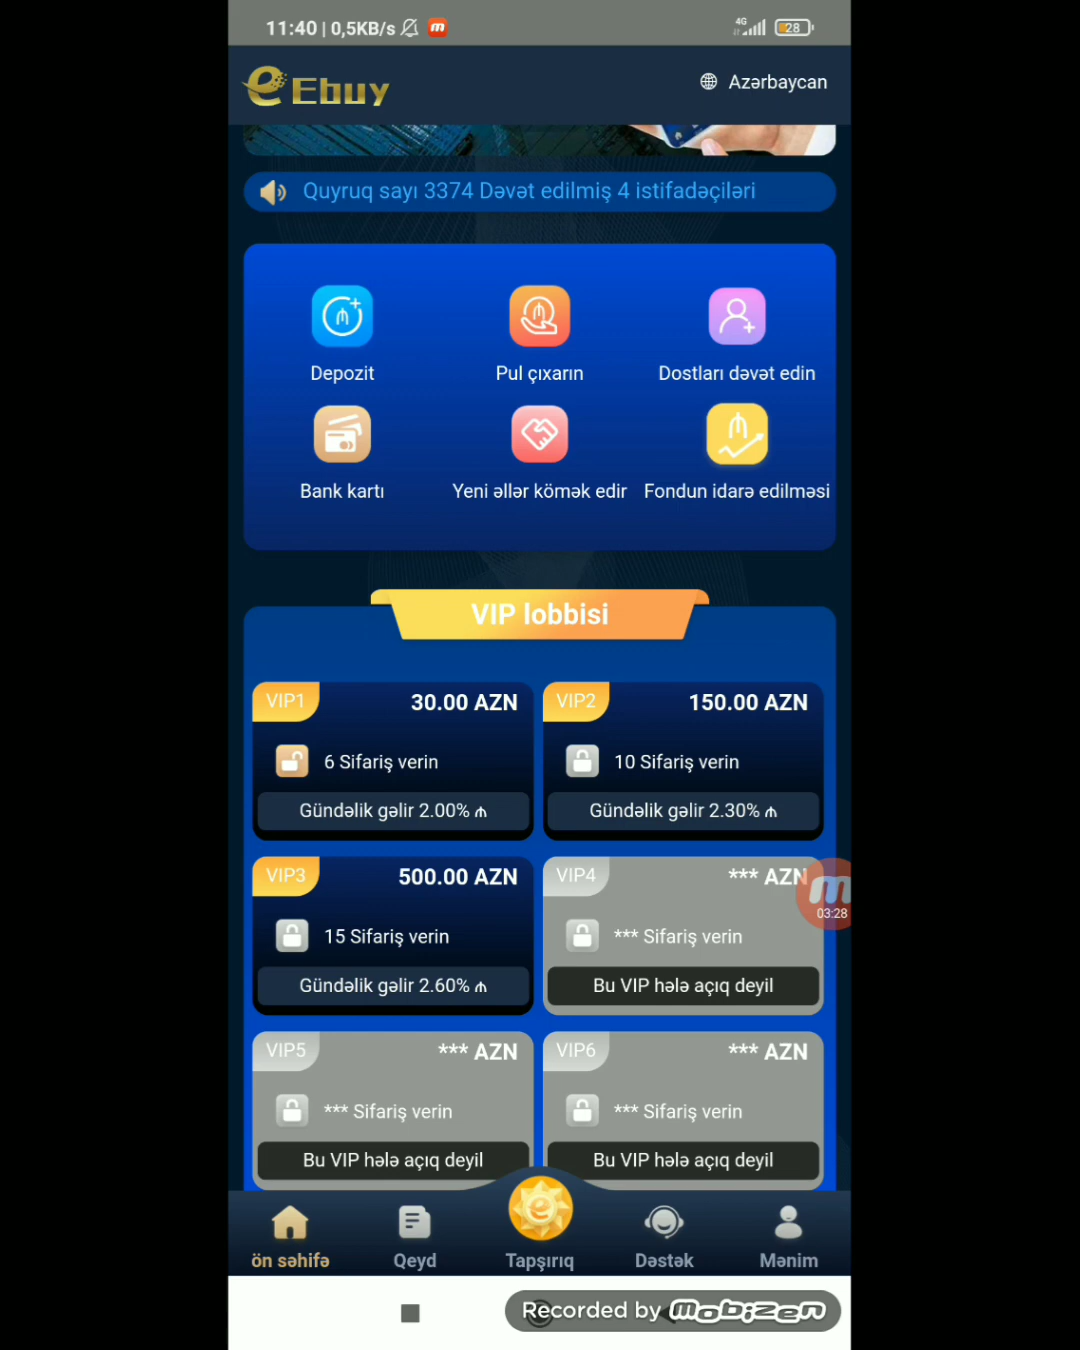 11:40 | 0,5KB/s
4G
28
Ebuy
Azərbaycan
Quyruq sayı 3374 Dəvət edilmiş 4 istifadəçiləri
Depozit
Pul çıxarın
Dostları dəvət edin
Bank kartı
Yeni əllər kömək edir
Fondun idarə edilməsi
VIP lobbisi
VIP1
30.00 AZN
6 Sifariş verin
Gündəlik gəlir 2.00% ₼
VIP2
150.00 AZN
10 Sifariş verin
Gündəlik gəlir 2.30% ₼
VIP3
500.00 AZN
15 Sifariş verin
Gündəlik gəlir 2.60% ₼
VIP4
*** AZN
*** Sifariş verin
Bu VIP hələ açıq deyil
03:28
VIP5
*** AZN
*** Sifariş verin
Bu VIP hələ açıq deyil
VIP6
*** AZN
*** Sifariş verin
Bu VIP hələ açıq deyil
ön səhifə
Qeyd
Tapşırıq
Dəstək
Mənim
Recorded by mobizen